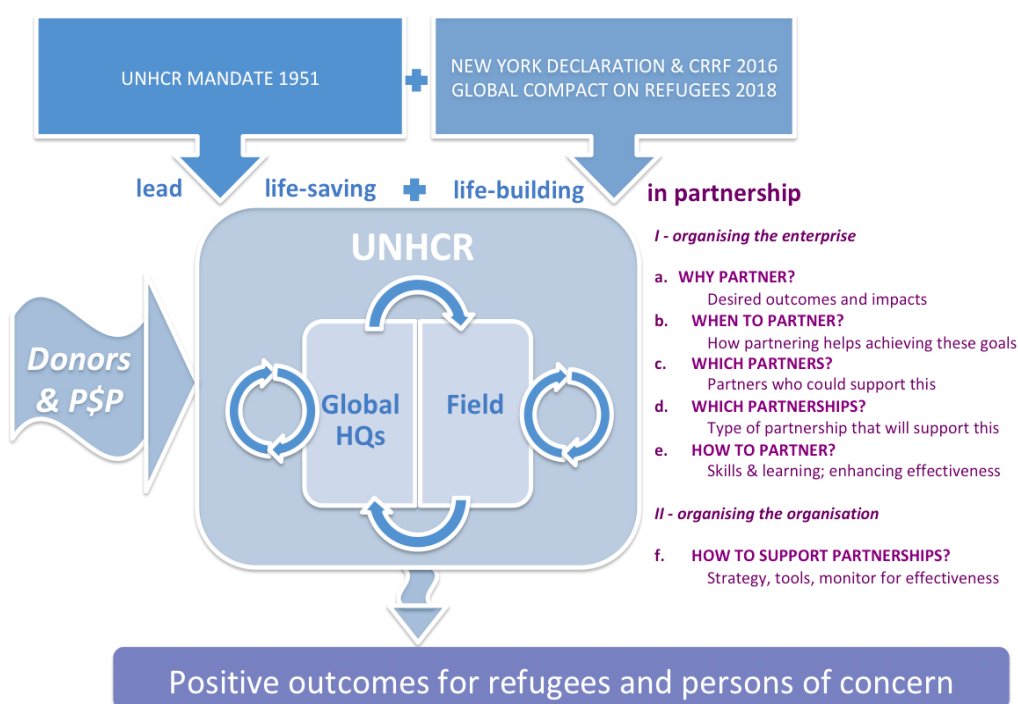 UNHCR MANDATE 1951
NEW YORK DECLARATION & CRRF 2016
GLOBAL COMPACT ON REFUGEES 2018
lead life-saving life-building in partnership
UNHCR
Donors
& P$P
Global
HQs
Field
I - organising the enterprise
a. WHY PARTNER?
Desired outcomes and impacts
b. WHEN TO PARTNER?
How partnering helps achieving these goals
c. WHICH PARTNERS?
Partners who could support this
d. WHICH PARTNERSHIPS?
Type of partnership that will support this
e. HOW TO PARTNER?
Skills & learning; enhancing effectiveness
II - organising the organisation
f. HOW TO SUPPORT PARTNERSHIPS?
Strategy, tools, monitor for effectiveness
Positive outcomes for refugees and persons of concern